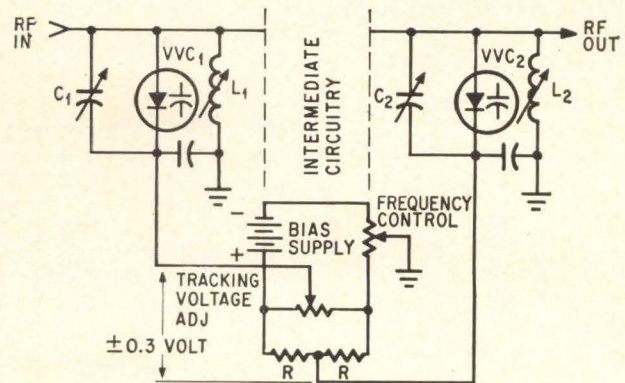 RF
IN
C1
VVC1
L1
INTERMEDIATE
CIRCUITRY
RF
OUT
C2
VVC2
L2
-
BIAS
SUPPLY
+
FREQUENCY
CONTROL
TRACKING
VOLTAGE
ADJ
±0.3 VOLT
R R